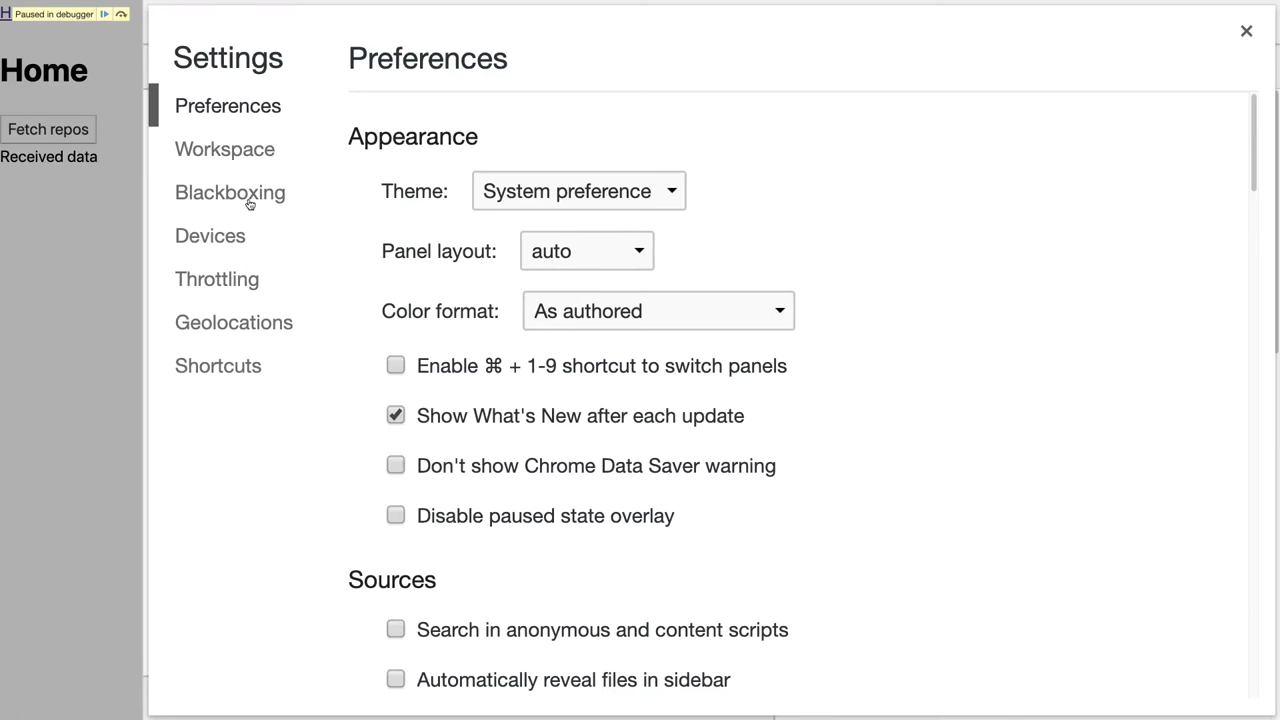 H
Paused in debugger
Home
Fetch repos
Received data
Settings
Preferences
Workspace
Blackboxing
Devices
Throttling
Geolocations
Shortcuts
Preferences
Appearance
Theme: System preference
Panel layout: auto
Color format: As authored
Enable ⌘ + 1-9 shortcut to switch panels
Show What's New after each update
Don't show Chrome Data Saver warning
Disable paused state overlay
Sources
Search in anonymous and content scripts
Automatically reveal files in sidebar